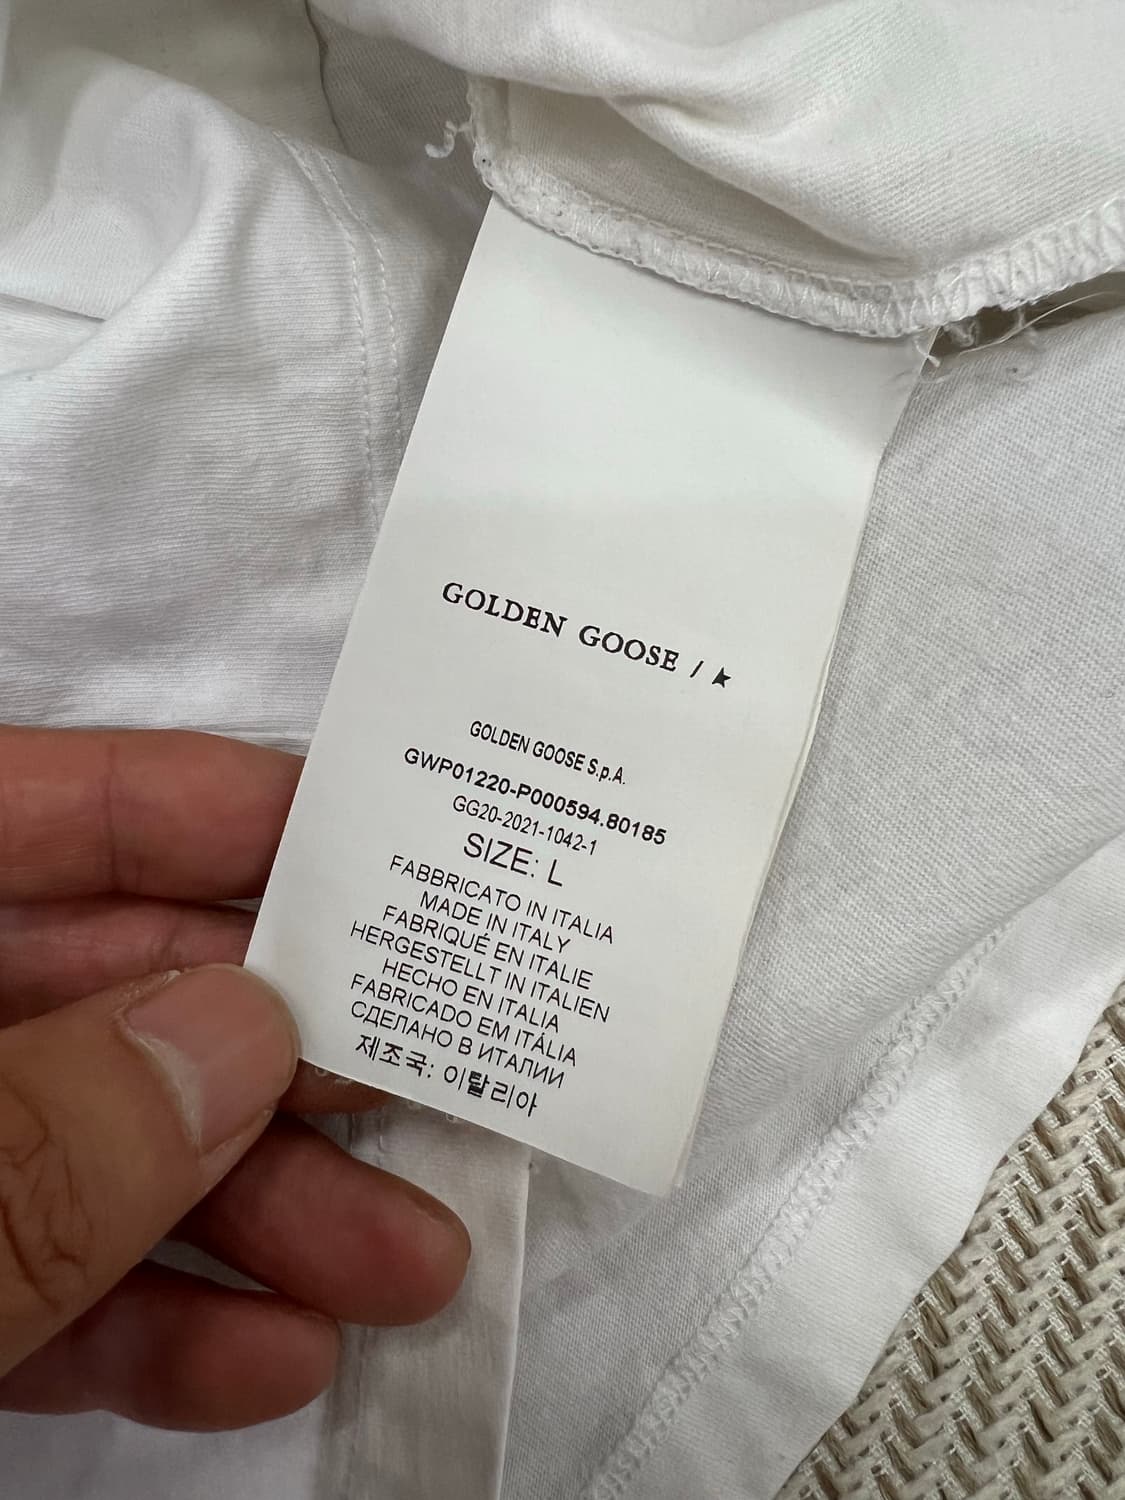 GOLDEN GOOSE / ★
GOLDEN GOOSE S.p.A.
GWP01220-P000594.80185
GG20-2021-1042-1
SIZE: L
FABBRICATO IN ITALIA
MADE IN ITALY
FABRIQUÉ EN ITALIE
HERGESTELLT IN ITALIEN
HECHO EN ITALIA
FABRICADO EM ITÁLIA
СДЕЛАНО В ИТАЛИИ
제조국: 이탈리아